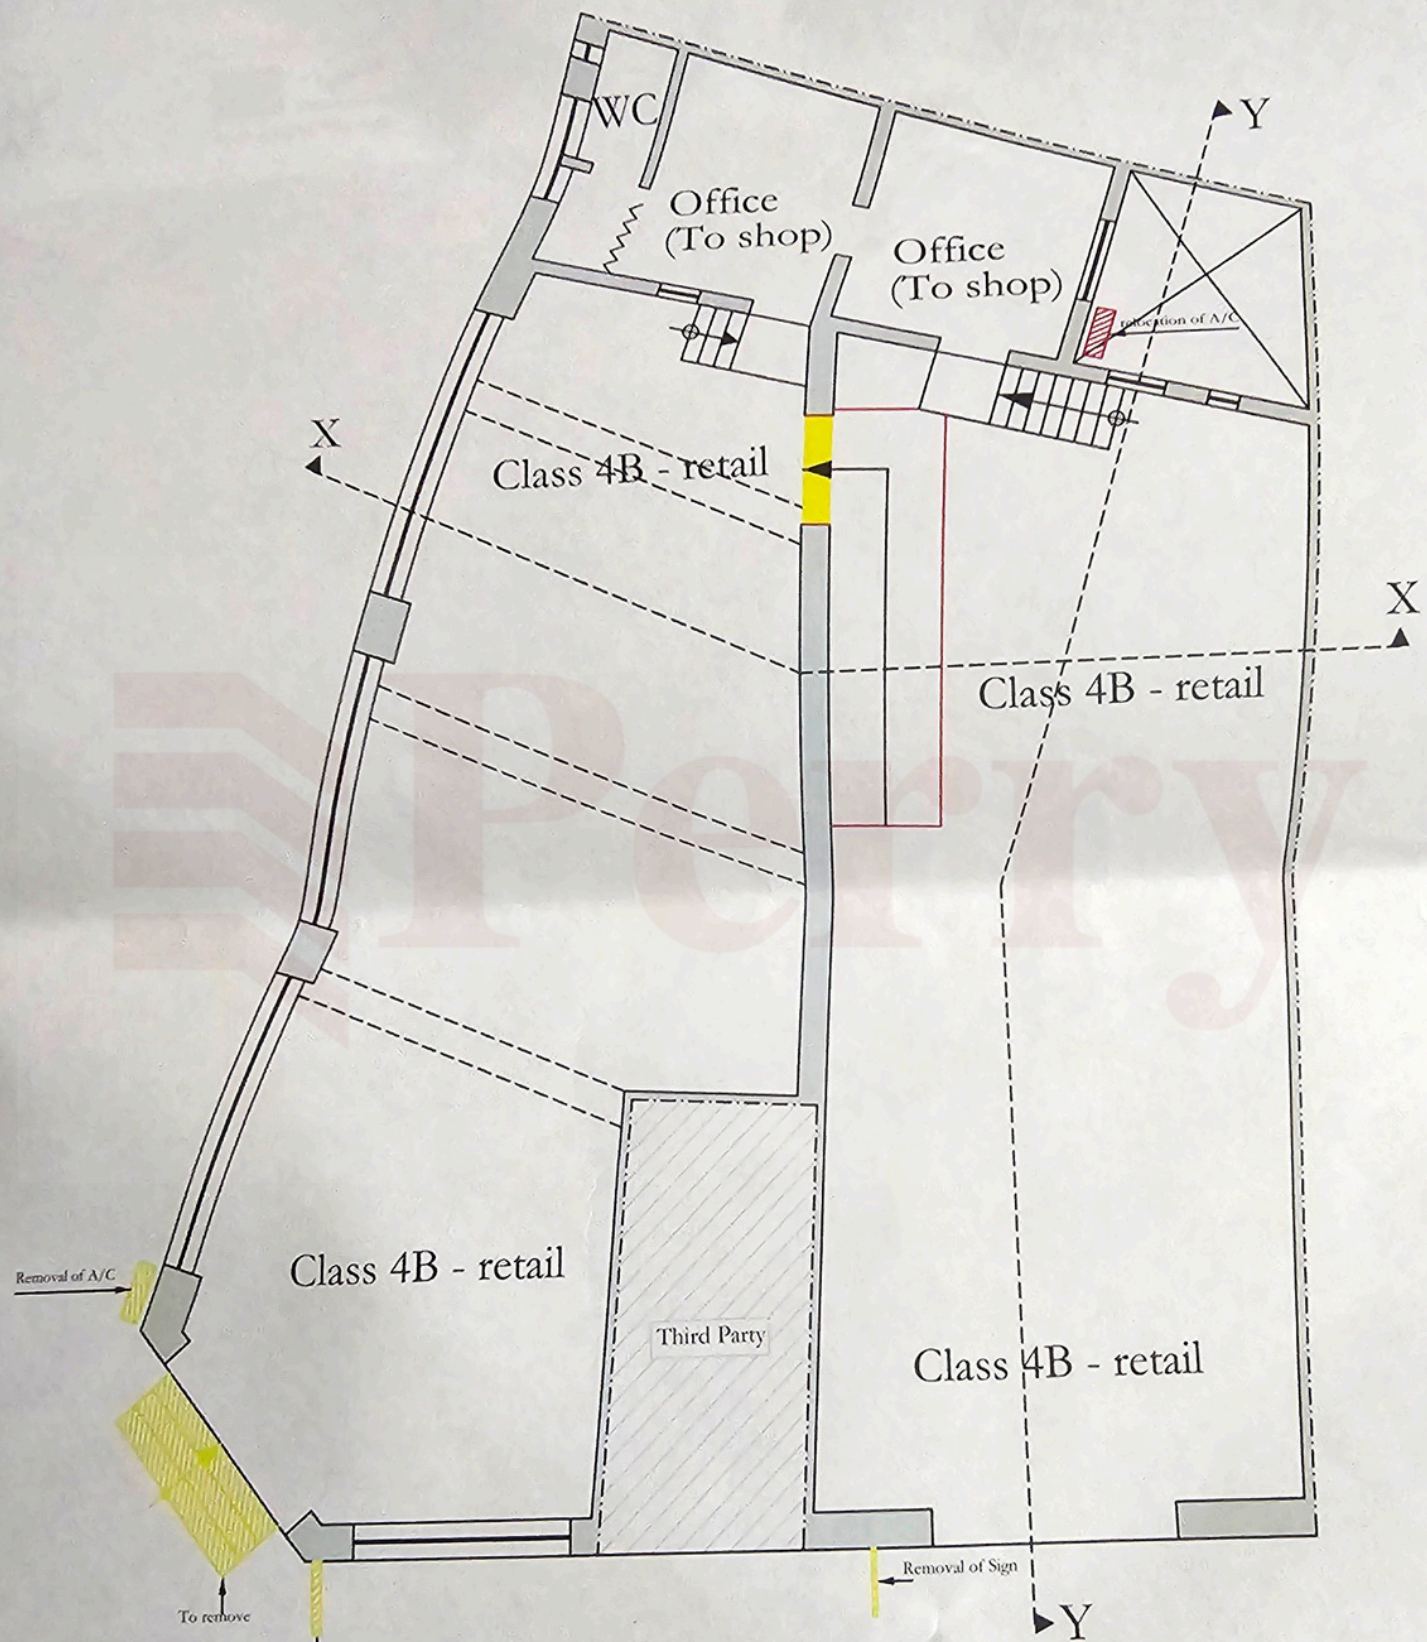 WC
Y
Office
(To shop)
Office
(To shop)
relocation of A/C
X
Class 4B - retail
X
Class 4B - retail
Perry
Removal of A/C
Class 4B - retail
Third Party
Class 4B - retail
Removal of Sign
To remove
Y